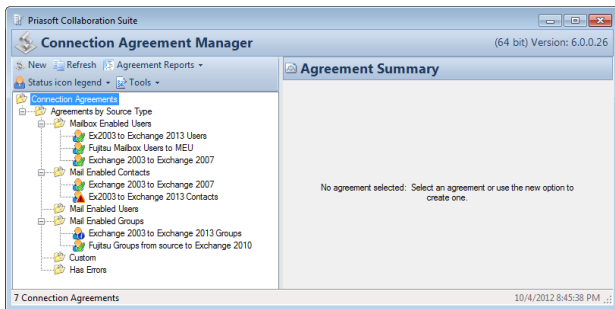 Priasoft Collaboration Suite
Connection Agreement Manager
(64 bit) Version: 6.0.0.26
New Refresh Agreement Reports
Status icon legend Tools
Connection Agreements
Agreements by Source Type
Mailbox Enabled Users
Ex2003 to Exchange 2013 Users
Fujitsu Mailbox Users to MEU
Exchange 2003 to Exchange 2007
Mail Enabled Contacts
Exchange 2003 to Exchange 2007
Ex2003 to Exchange 2013 Contacts
Mail Enabled Users
Mail Enabled Groups
Exchange 2003 to Exchange 2013 Groups
Fujitsu Groups from source to Exchange 2010
Custom
Has Errors
Agreement Summary
No agreement selected: Select an agreement or use the new option to
create one.
7 Connection Agreements
10/4/2012 8:45:38 PM